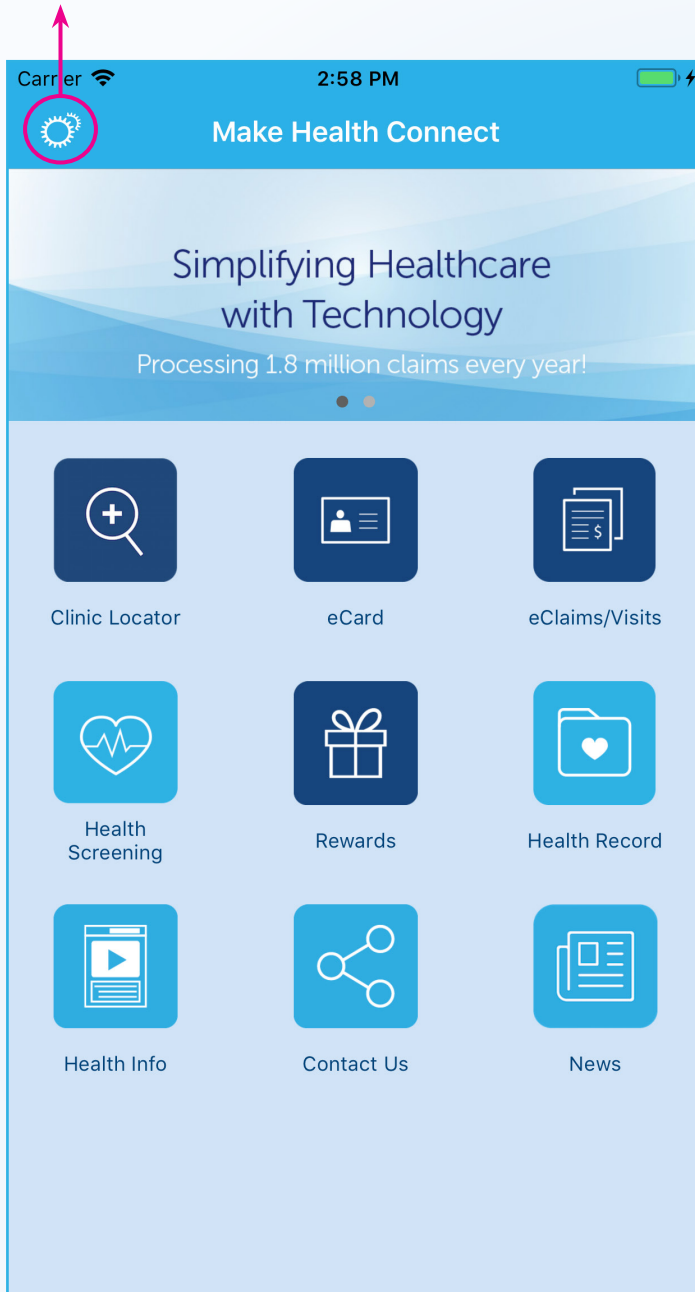 Carrier 2:58 PM
Make Health Connect
Simplifying Healthcare
with Technology
Processing 1.8 million claims every year!
Clinic Locator eCard eClaims/Visits
$
Health
Screening
Rewards Health Record
Health Info Contact Us News